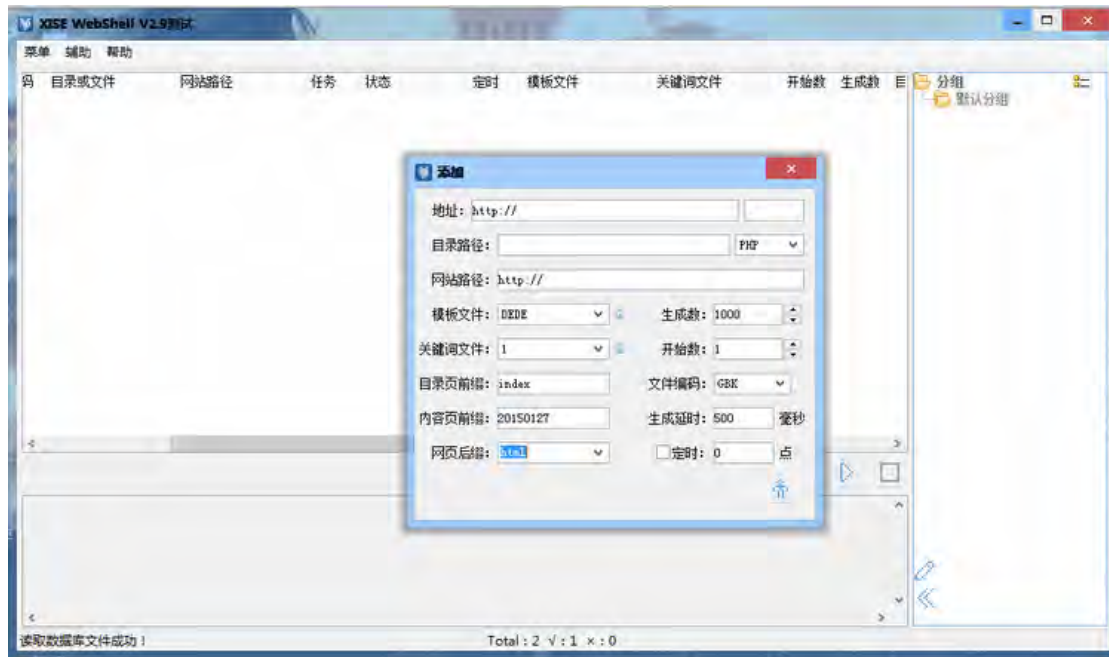 XISE WebShell V2.9测试
菜单 辅助 帮助
码 目录或文件 网站路径 任务 状态 定时 模板文件 关键词文件 开始数 生成数 目
分组
默认分组
添加
地址: http://
目录路径: PHP
网站路径: http://
模板文件: DEDE 生成数: 1000
关键词文件: 1 开始数: 1
目录页前缀: index 文件编码: GBK
内容页前缀: 20150127 生成延时: 500 毫秒
网页后缀: html 定时: 0 点
读取数据库文件成功! Total : 2 √ : 1 × : 0